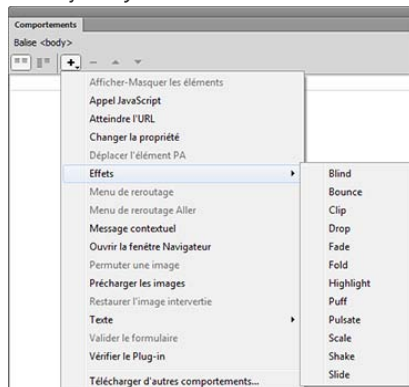 Comportements
Balise <body>
Afficher-Masquer les éléments
Appel JavaScript
Atteindre l'URL
Changer la propriété
Déplacer l'élément PA
Effets
Menu de reroutage
Menu de reroutage Aller
Message contextuel
Ouvrir la fenêtre Navigateur
Permuter une image
Précharger les images
Restaurer l'image intervertie
Texte
Valider le formulaire
Vérifier le Plug-in
Télécharger d'autres comportements...
Blind
Bounce
Clip
Drop
Fade
Fold
Highlight
Puff
Pulsate
Scale
Shake
Slide